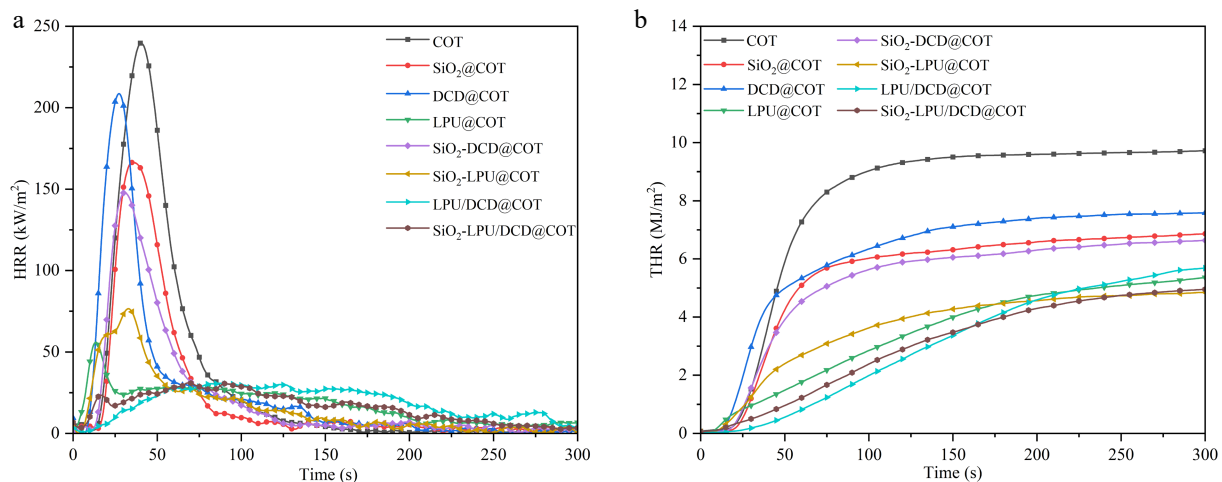 a
HRR (kW/m²)
250
200
150
100
50
0
0 50 100 150 200 250 300
Time (s)
COT
SiO₂@COT
DCD@COT
LPU@COT
SiO₂-DCD@COT
SiO₂-LPU@COT
LPU/DCD@COT
SiO₂-LPU/DCD@COT
b
THR (MJ/m²)
14
12
10
8
6
4
2
0
0 50 100 150 200 250 300
Time (s)
COT
SiO₂@COT
DCD@COT
LPU@COT
SiO₂-DCD@COT
SiO₂-LPU@COT
LPU/DCD@COT
SiO₂-LPU/DCD@COT